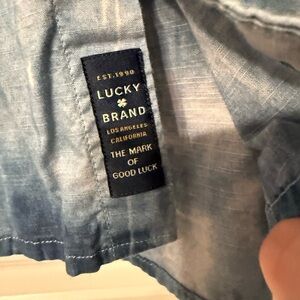 EST.1990
LUCKY
BRAND
LOS ANGELES
CALIFORNIA
THE MARK
OF
GOOD LUCK